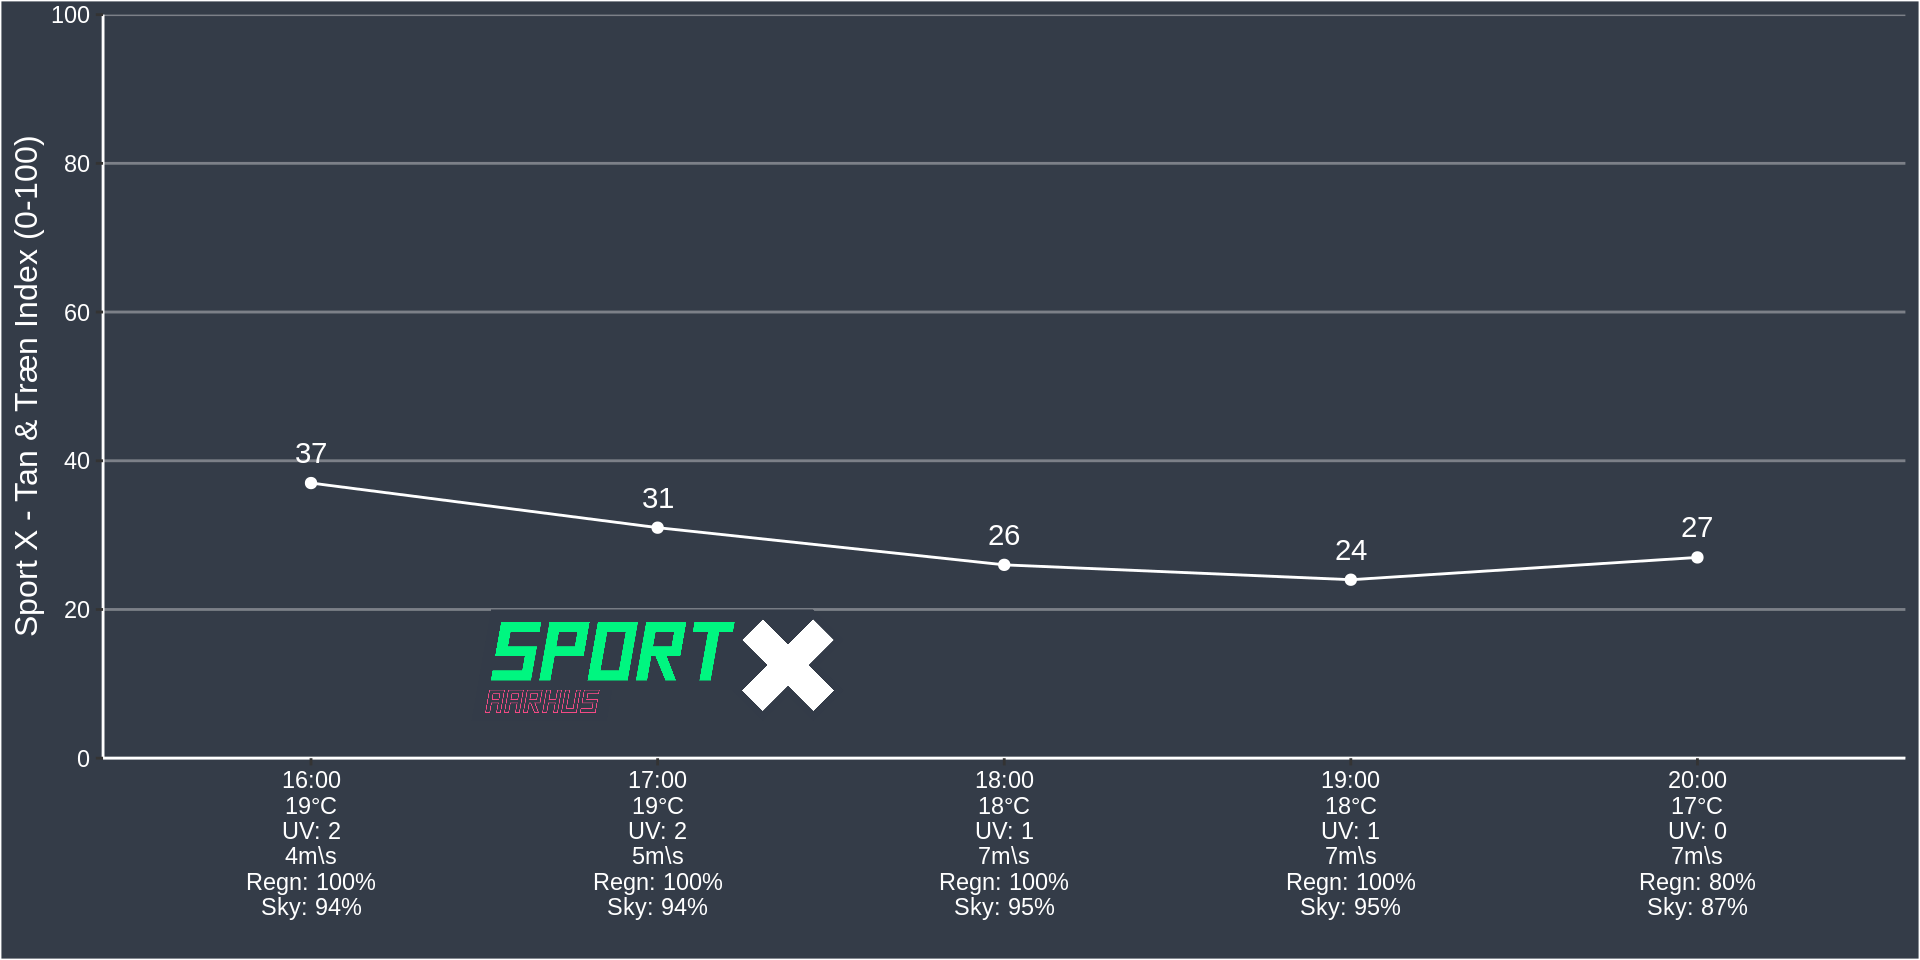 Sport X - Tan & Træn Index (0-100)
100
80
60
40
20
0
37
31
26
24
27
SPORT X
AARHUS
16:00
19°C
UV: 2
4m\s
Regn: 100%
Sky: 94%
17:00
19°C
UV: 2
5m\s
Regn: 100%
Sky: 94%
18:00
18°C
UV: 1
7m\s
Regn: 100%
Sky: 95%
19:00
18°C
UV: 1
7m\s
Regn: 100%
Sky: 95%
20:00
17°C
UV: 0
7m\s
Regn: 80%
Sky: 87%